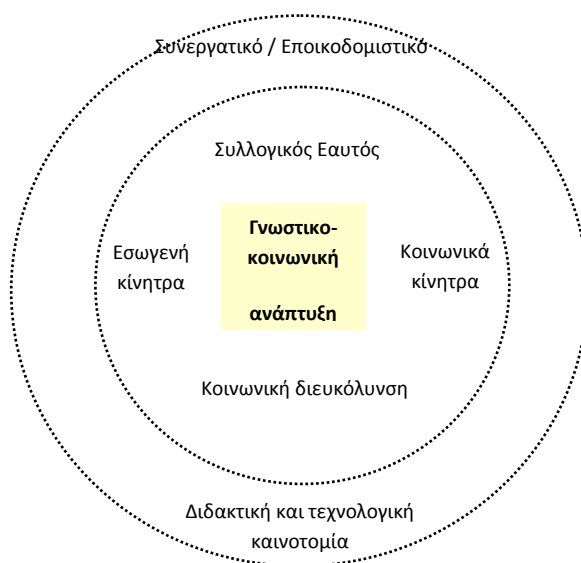 Συνεργατικό / Εποικοδομιστικό
Συλλογικός Εαυτός
Γνωστικο-
κοινωνική
ανάπτυξη
Εσωγενή
κίνητρα
Κοινωνικά
κίνητρα
Κοινωνική διευκόλυνση
Διδακτική και τεχνολογική
καινοτομία